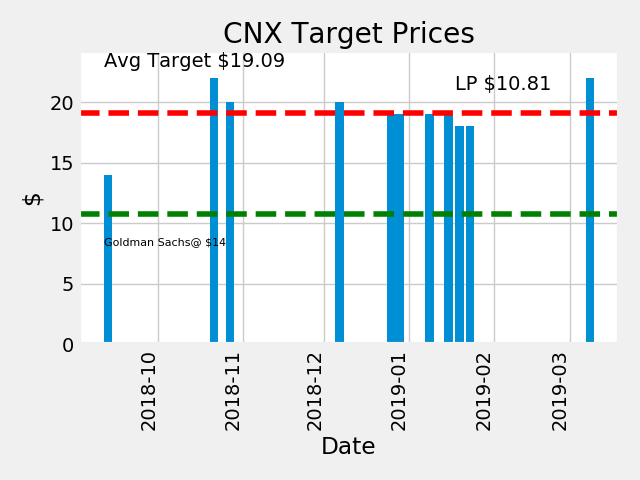 CNX Target Prices
Avg Target $19.09
LP $10.81
Goldman Sachs@ $14
$
20
15
10
5
0
2018-10
2018-11
2018-12
2019-01
2019-02
2019-03
Date